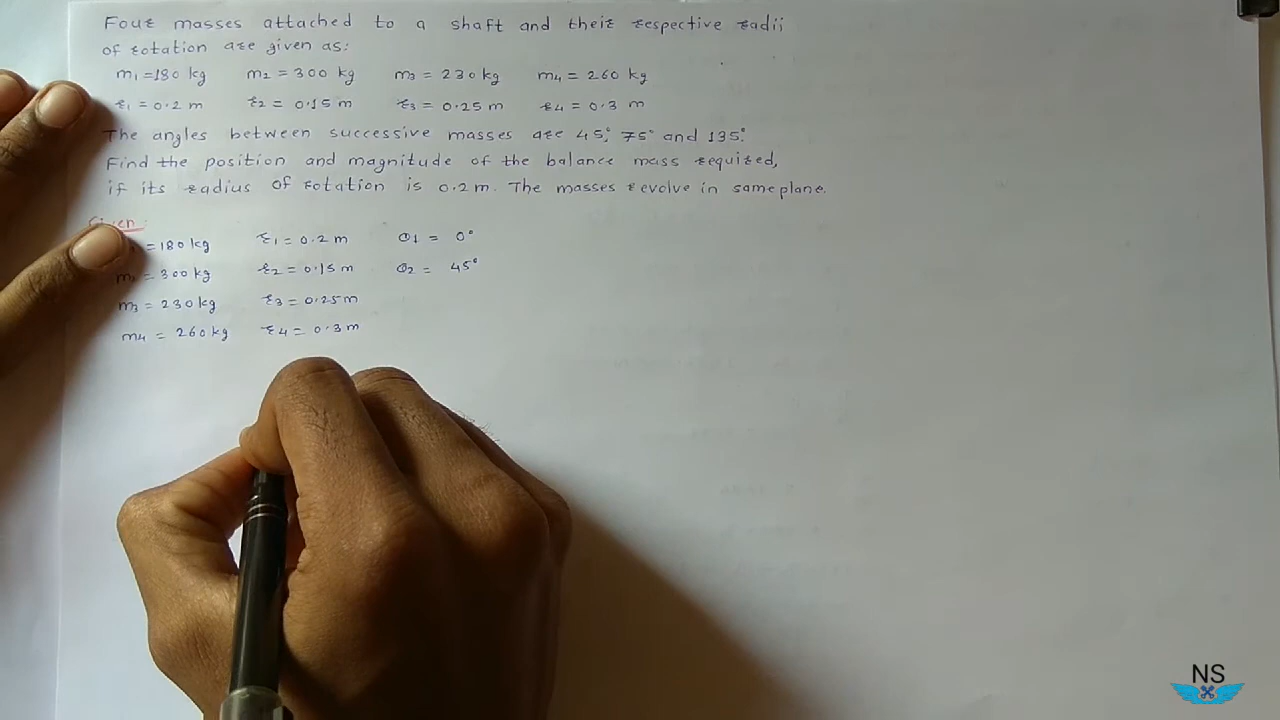 Four masses attached to a shaft and their respective radii
of rotation are given as:
m1 = 180 kg m2 = 300 kg m3 = 230 kg m4 = 260 kg
r1 = 0.2 m r2 = 0.15 m r3 = 0.25 m r4 = 0.3 m
The angles between successive masses are 45°, 75° and 135°.
Find the position and magnitude of the balance mass required,
if its radius of rotation is 0.2 m. The masses revolve in same plane.
Given:
= 180 kg r1 = 0.2 m θ1 = 0°
m2 = 300 kg r2 = 0.15 m θ2 = 45°
m3 = 230 kg r3 = 0.25 m
m4 = 260 kg r4 = 0.3 m
NS